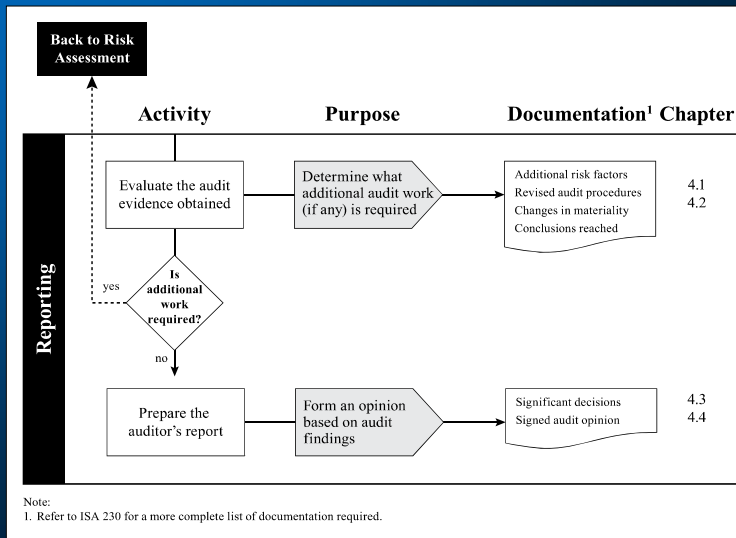 Back to Risk
Assessment
Activity
Purpose
Documentation¹ Chapter
Reporting
Evaluate the audit
evidence obtained
Determine what
additional audit work
(if any) is required
Additional risk factors
Revised audit procedures
Changes in materiality
Conclusions reached
4.1
4.2
yes
Is
additional
work
required?
no
Prepare the
auditor's report
Form an opinion
based on audit
findings
Significant decisions
Signed audit opinion
4.3
4.4
Note:
1. Refer to ISA 230 for a more complete list of documentation required.